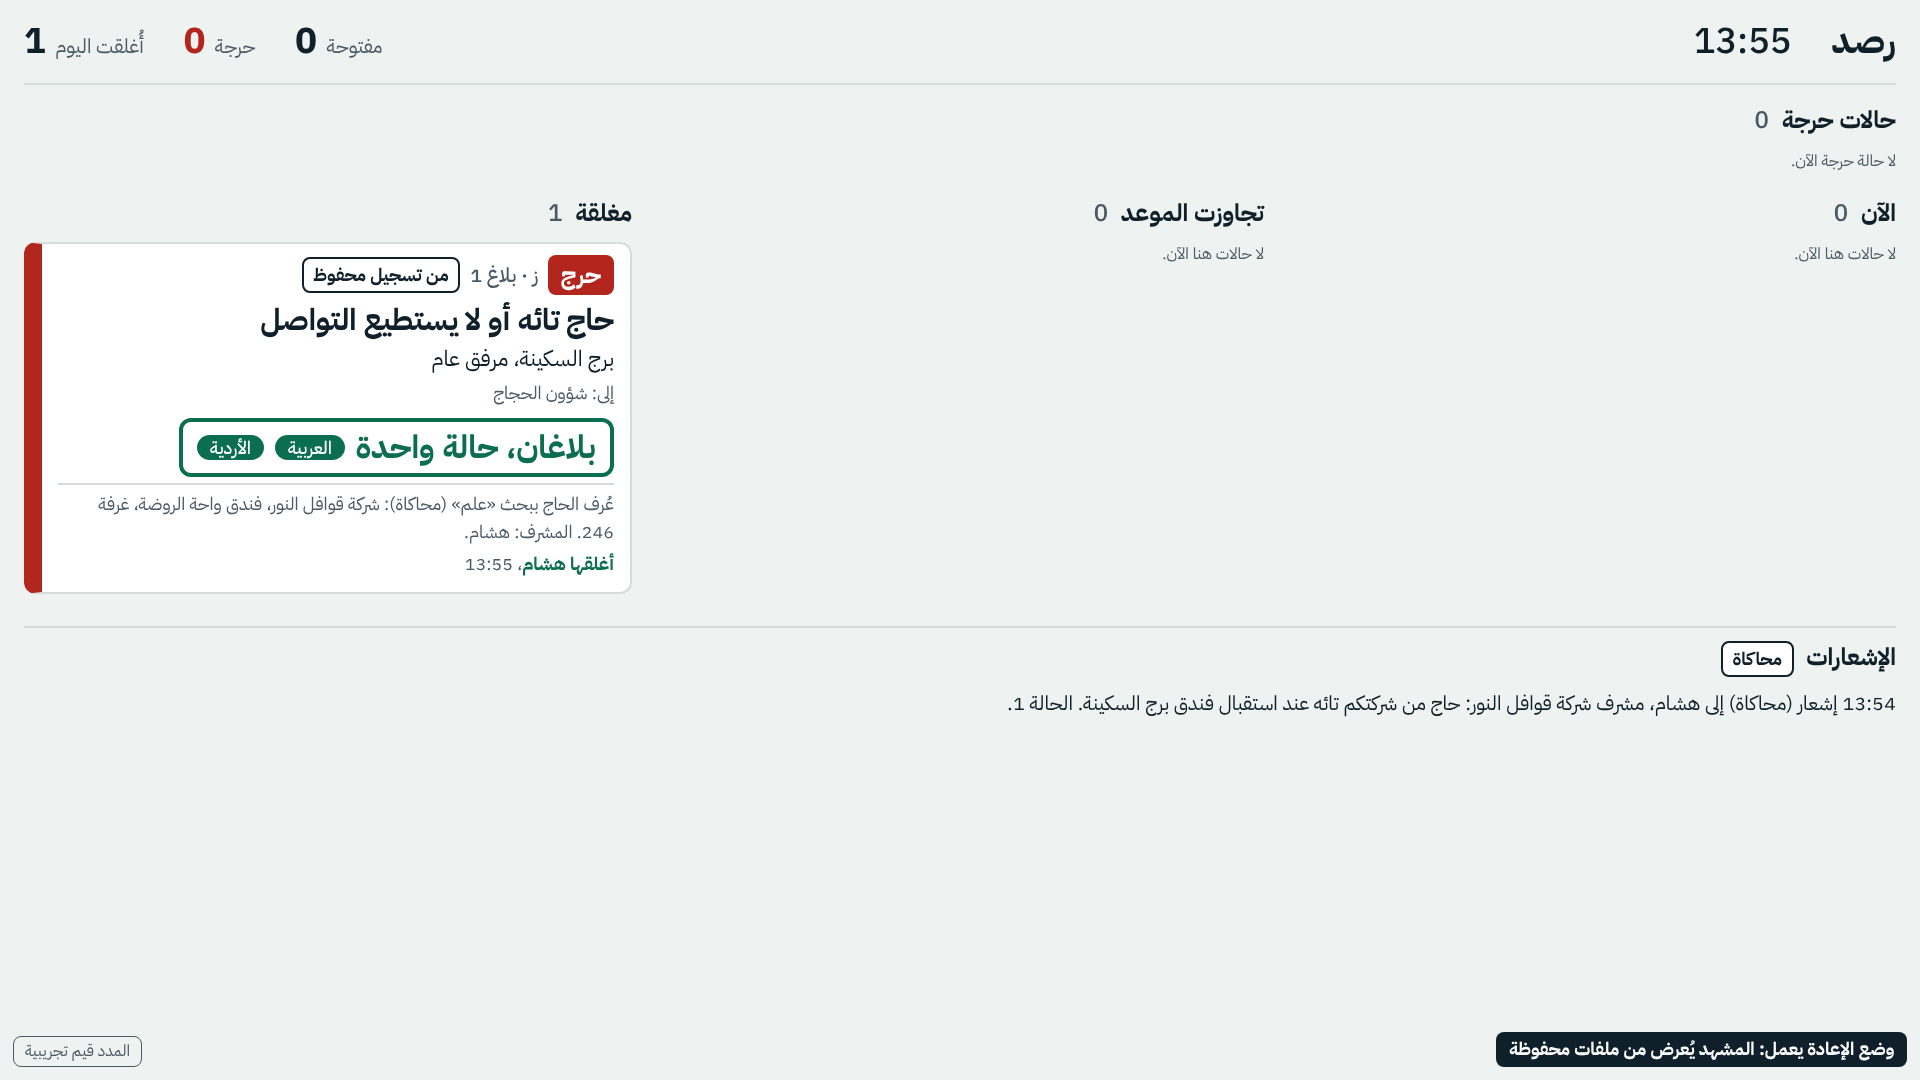 رصد 13:55
مفتوحة 0 حرجة 0 أُغلقت اليوم 1
حالات حرجة 0
لا حالة حرجة الآن.
الآن 0
لا حالات هنا الآن.
تجاوزت الموعد 0
لا حالات هنا الآن.
مغلقة 1
حرج ز · بلاغ 1 من تسجيل محفوظ
حاج تائه أو لا يستطيع التواصل
برج السكينة، مرفق عام
إلى: شؤون الحجاج
بلاغان، حالة واحدة العربية الأردية
عُرف الحاج ببحث «علم» (محاكاة): شركة قوافل النور، فندق واحة الروضة، غرفة
246. المشرف: هشام.
أغلقها هشام، 13:55
الإشعارات محاكاة
13:54 إشعار (محاكاة) إلى هشام، مشرف شركة قوافل النور: حاج من شركتكم تائه عند استقبال فندق برج السكينة. الحالة 1.
وضع الإعادة يعمل: المشهد يُعرض من ملفات محفوظة
المدد قيم تجريبية